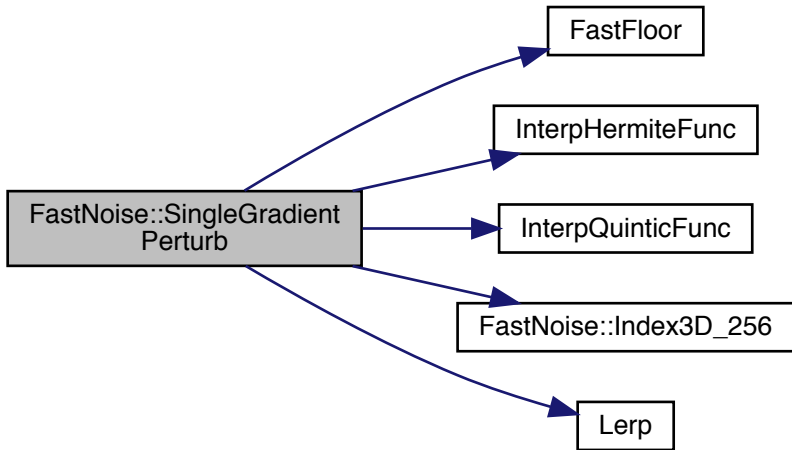 FastNoise::SingleGradient
Perturb
FastFloor
InterpHermiteFunc
InterpQuinticFunc
FastNoise::Index3D_256
Lerp